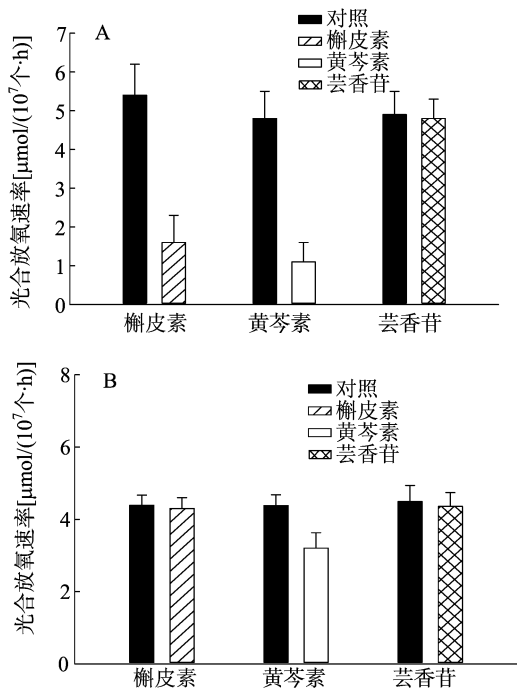 A
对照
槲皮素
黄芩素
芸香苷
光合放氧速率[μmol/(10⁷个·h)]
7
6
5
4
3
2
1
0
槲皮素 黄芩素 芸香苷
B
对照
槲皮素
黄芩素
芸香苷
光合放氧速率[μmol/(10⁷个·h)]
8
6
4
2
0
槲皮素 黄芩素 芸香苷